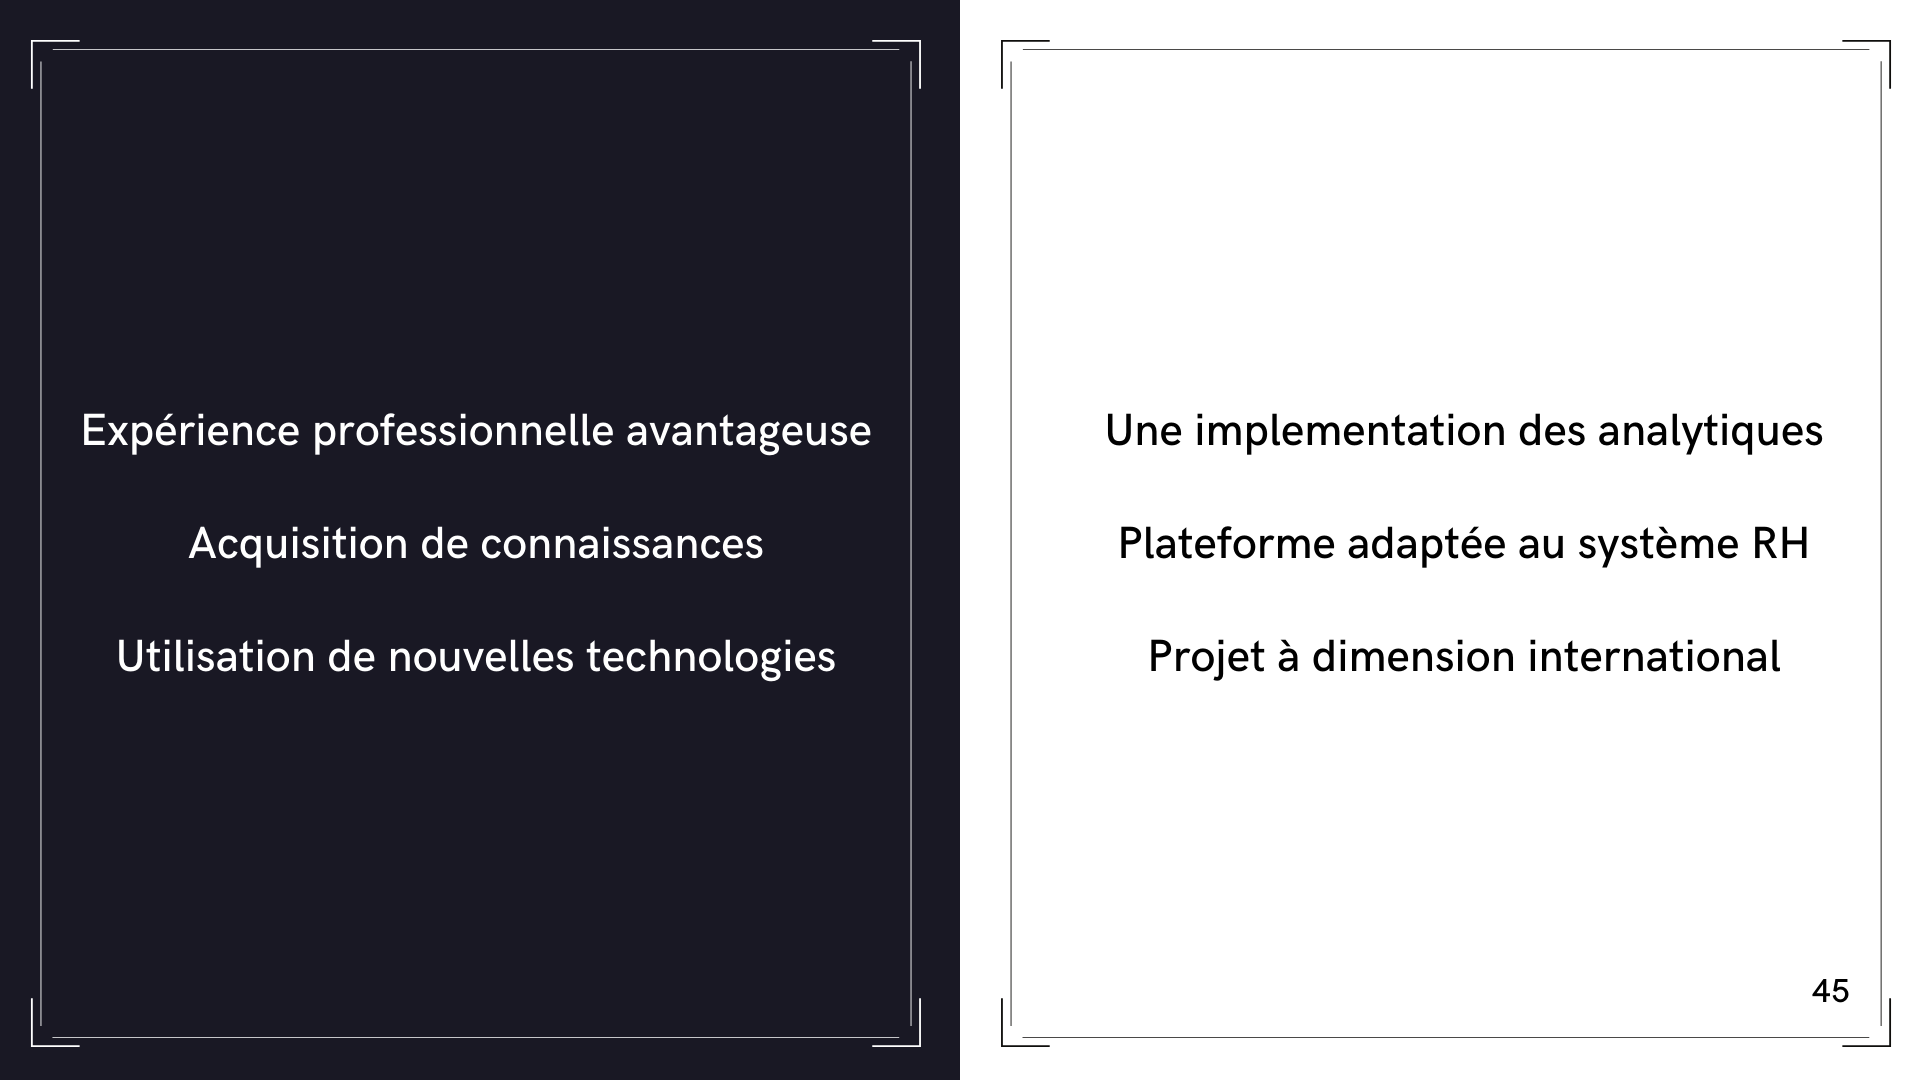 Expérience professionnelle avantageuse
Acquisition de connaissances
Utilisation de nouvelles technologies
Une implementation des analytiques
Plateforme adaptée au système RH
Projet à dimension international
45